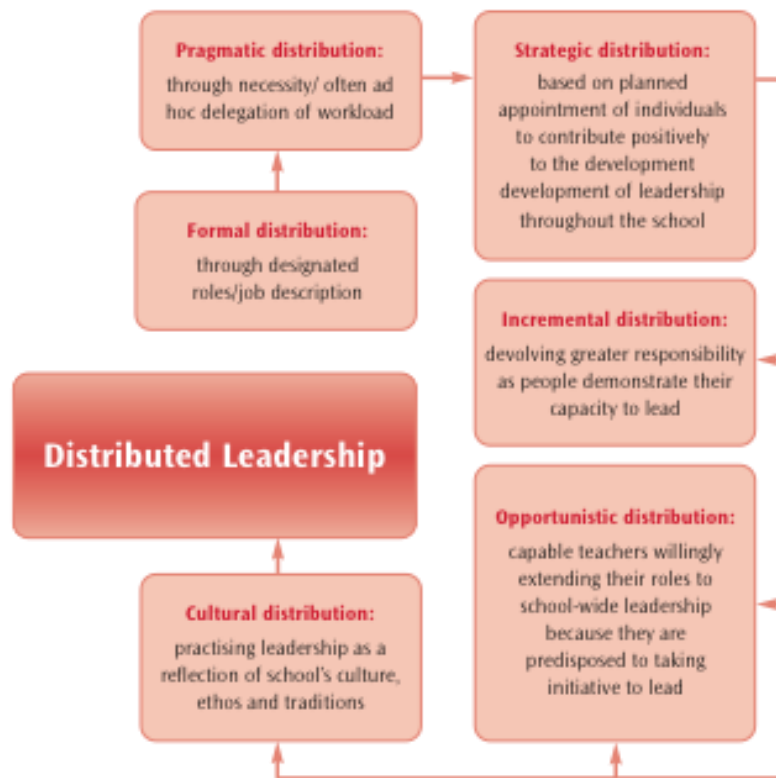 Pragmatic distribution:
through necessity/ often ad
hoc delegation of workload
Strategic distribution:
based on planned
appointment of individuals
to contribute positively
to the development
development of leadership
throughout the school
Formal distribution:
through designated
roles/job description
Incremental distribution:
devolving greater responsibility
as people demonstrate their
capacity to lead
Distributed Leadership
Opportunistic distribution:
capable teachers willingly
extending their roles to
school-wide leadership
because they are
predisposed to taking
initiative to lead
Cultural distribution:
practising leadership as a
reflection of school's culture,
ethos and traditions